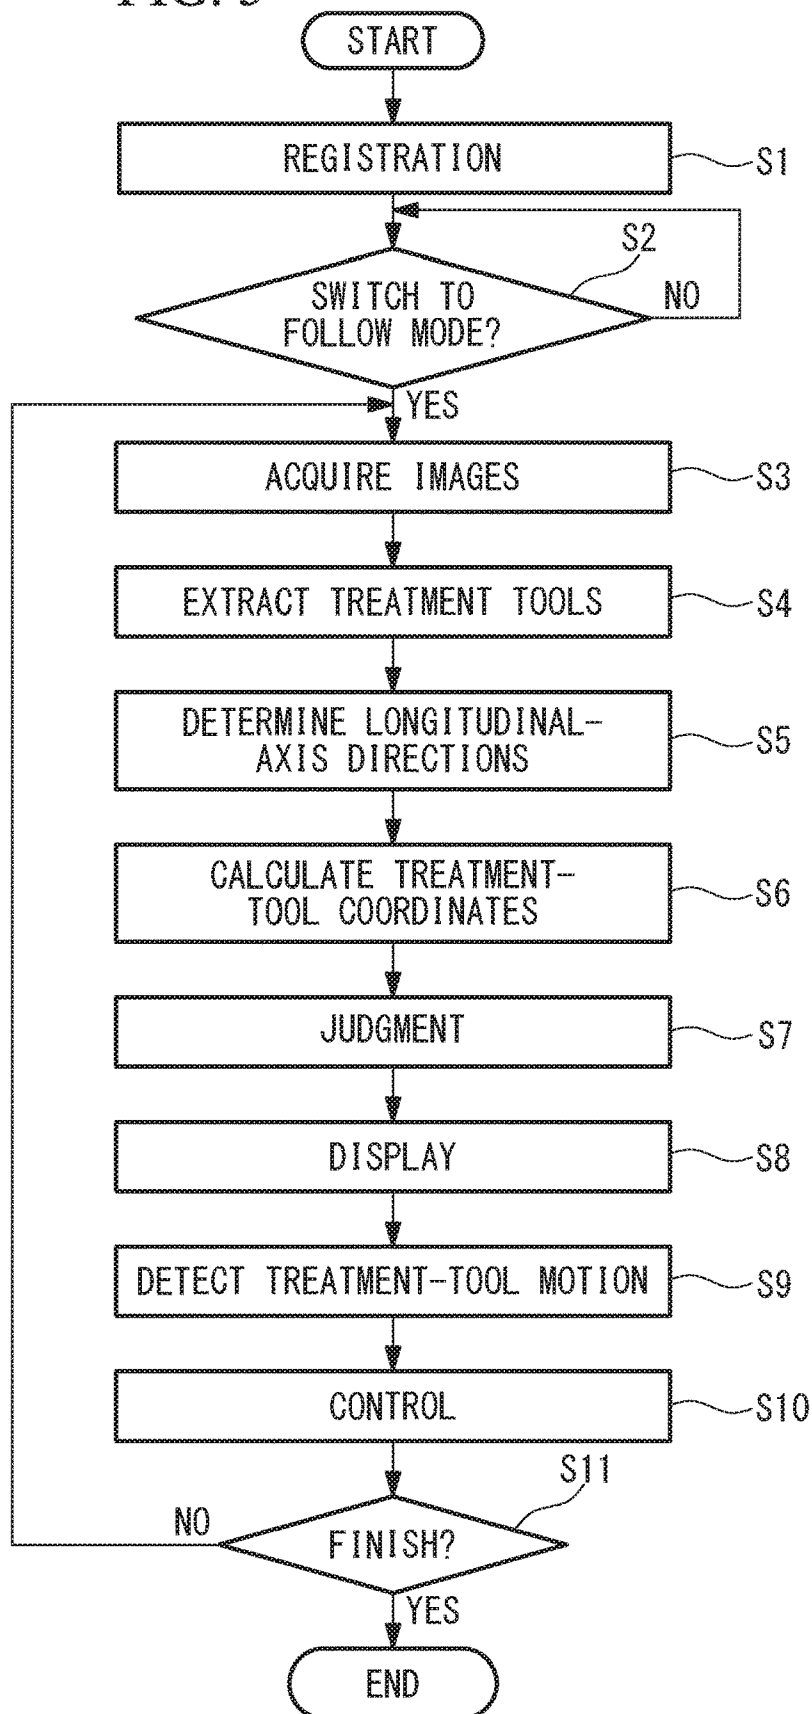 START
REGISTRATION
S1
S2
SWITCH TO
FOLLOW MODE?
NO
YES
ACQUIRE IMAGES
S3
EXTRACT TREATMENT TOOLS
S4
DETERMINE LONGITUDINAL-
AXIS DIRECTIONS
S5
CALCULATE TREATMENT-
TOOL COORDINATES
S6
JUDGMENT
S7
DISPLAY
S8
DETECT TREATMENT-TOOL MOTION
S9
CONTROL
S10
S11
NO
FINISH?
YES
END